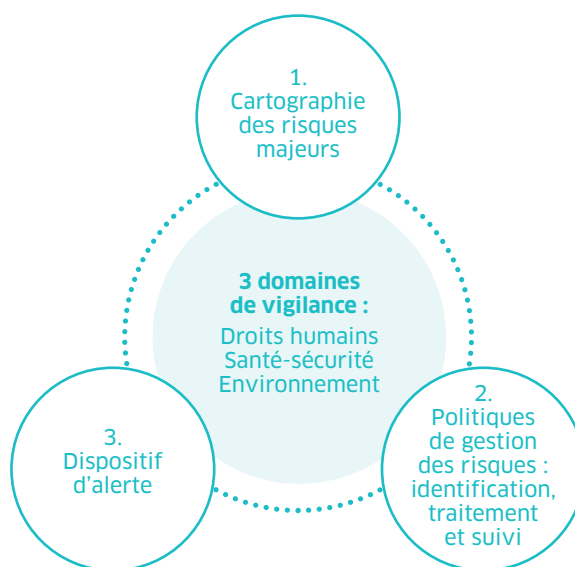 1.
Cartographie
des risques
majeurs
3 domaines
de vigilance :
Droits humains
Santé-sécurité
Environnement
2.
Politiques
de gestion
des risques :
identification,
traitement
et suivi
3.
Dispositif
d'alerte